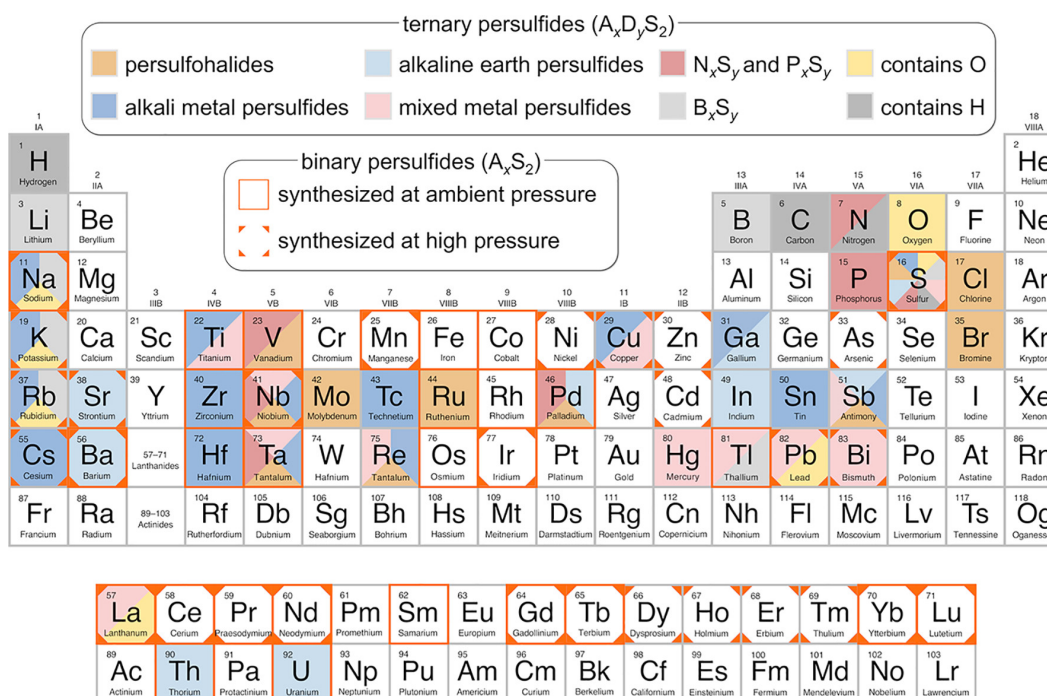 ternary persulfides (AxDyS2)
persulfohalides alkaline earth persulfides NxSy and PxSy contains O
alkali metal persulfides mixed metal persulfides BxSy contains H
binary persulfides (AxS2)
synthesized at ambient pressure
synthesized at high pressure
1 18
IA VIIIA
1 2
H He
Hydrogen Helium
2 13 14 15 16 17
IIA IIIA IVA VA VIA VIIA
3 4 5 6 7 8 9 10
Li Be B C N O F Ne
Lithium Beryllium Boron Carbon Nitrogen Oxygen Fluorine Neon
11 12 13 14 15 16 17 18
Na Mg Al Si P S Cl Ar
Sodium Magnesium Aluminum Silicon Phosphorus Sulfur Chlorine Argon
3 4 5 6 7 8 9 10 11 12
IIIB IVB VB VIB VIIB VIIIB VIIIB VIIIB IB IIB
19 20 21 22 23 24 25 26 27 28 29 30 31 32 33 34 35 36
K Ca Sc Ti V Cr Mn Fe Co Ni Cu Zn Ga Ge As Se Br Kr
Potassium Calcium Scandium Titanium Vanadium Chromium Manganese Iron Cobalt Nickel Copper Zinc Gallium Germanium Arsenic Selenium Bromine Krypton
37 38 39 40 41 42 43 44 45 46 47 48 49 50 51 52 53 54
Rb Sr Y Zr Nb Mo Tc Ru Rh Pd Ag Cd In Sn Sb Te I Xe
Rubidium Strontium Yttrium Zirconium Niobium Molybdenum Technetium Ruthenium Rhodium Palladium Silver Cadmium Indium Tin Antimony Tellurium Iodine Xenon
55 56 72 73 74 75 76 77 78 79 80 81 82 83 84 85 86
Cs Ba 57–71 Hf Ta W Re Os Ir Pt Au Hg Tl Pb Bi Po At Rn
Cesium Barium Lanthanides Hafnium Tantalum Hafnium Tantalum Osmium Iridium Platinum Gold Mercury Thallium Lead Bismuth Polonium Astatine Radon
87 88 104 105 106 107 108 109 110 111 112 113 114 115 116 117 118
Fr Ra 89–103 Rf Db Sg Bh Hs Mt Ds Rg Cn Nh Fl Mc Lv Ts Og
Francium Radium Actinides Rutherfordium Dubnium Seaborgium Bohrium Hassium Meitnerium Darmstadtium Roentgenium Copernicium Nihonium Flerovium Moscovium Livermorium Tennessine
57 58 59 60 61 62 63 64 65 66 67 68 69 70 71
La Ce Pr Nd Pm Sm Eu Gd Tb Dy Ho Er Tm Yb Lu
Lanthanum Cerium Praesodymium Neodymium Promethium Samarium Europium Gadollinium Terbium Dysprosium Holmium Erbium Thulium Ytterbium Lutetium
89 90 91 92 93 94 95 96 97 98 99 100 101 102 103
Ac Th Pa U Np Pu Am Cm Bk Cf Es Fm Md No Lr
Actinium Thorium Protactinium Uranium Neptunium Plutonium Americium Curium Berkelium Californium Einsteinium Fermium Mendelevium Nobelium Lawrencium